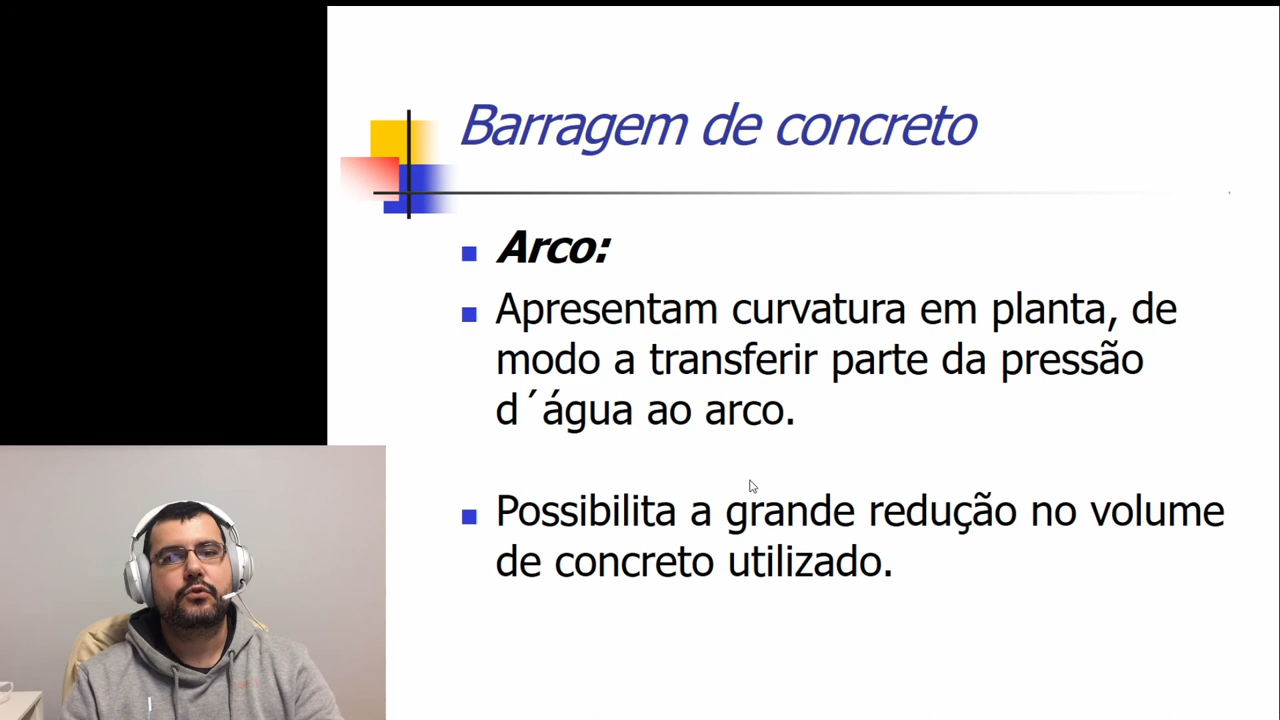 Barragem de concreto
Arco:
Apresentam curvatura em planta, de
modo a transferir parte da pressão
d´água ao arco.
Possibilita a grande redução no volume
de concreto utilizado.